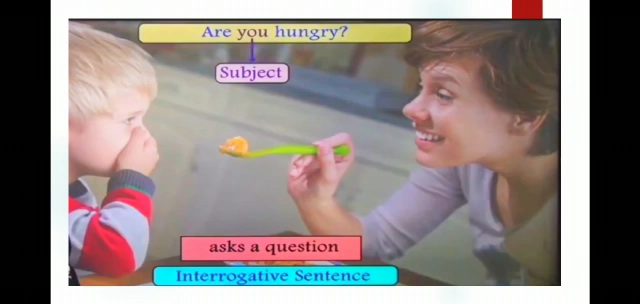 Are you hungry?
Subject
asks a question
Interrogative Sentence